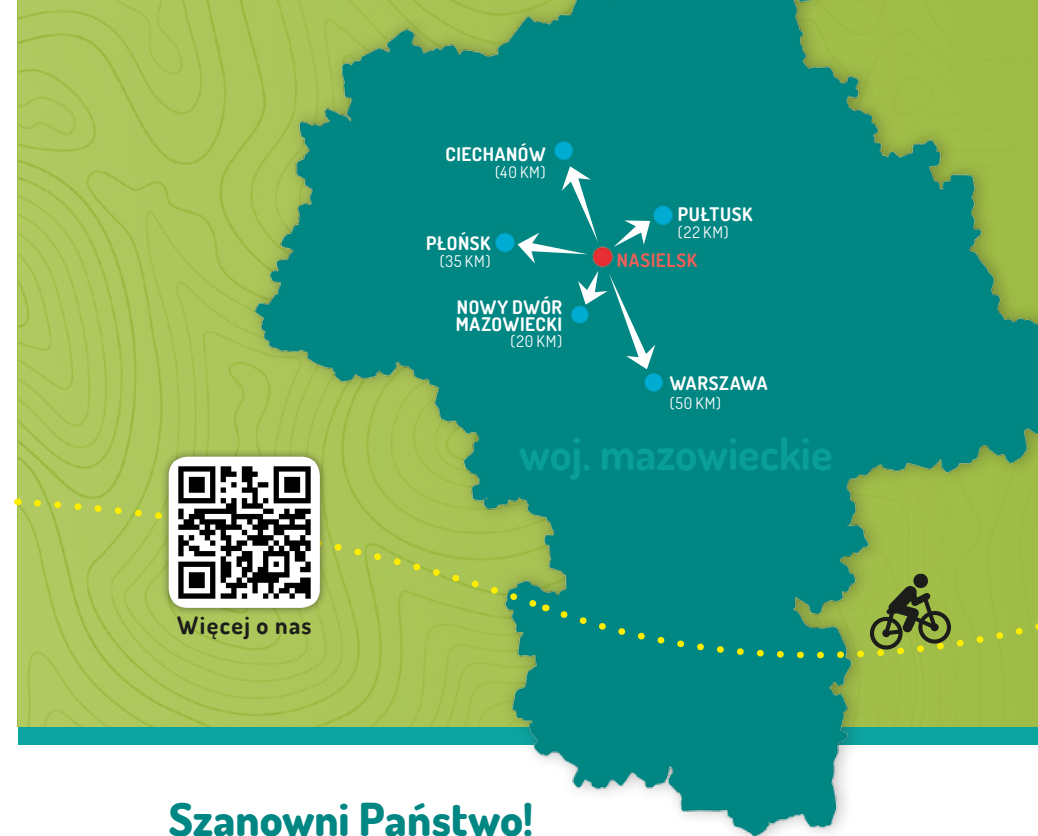 CIECHANÓW
(40 KM)
PUŁTUSK
(22 KM)
PŁOŃSK
(35 KM)
NASIELSK
NOWY DWÓR
MAZOWIECKI
(20 KM)
WARSZAWA
(50 KM)
woj. mazowieckie
Więcej o nas
Szanowni Państwo!